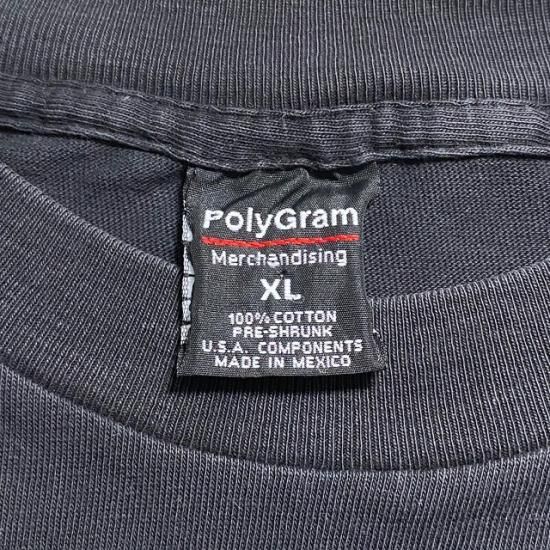 PolyGram
Merchandising
XL
100% COTTON
PRE-SHRUNK
U.S.A. COMPONENTS
MADE IN MEXICO